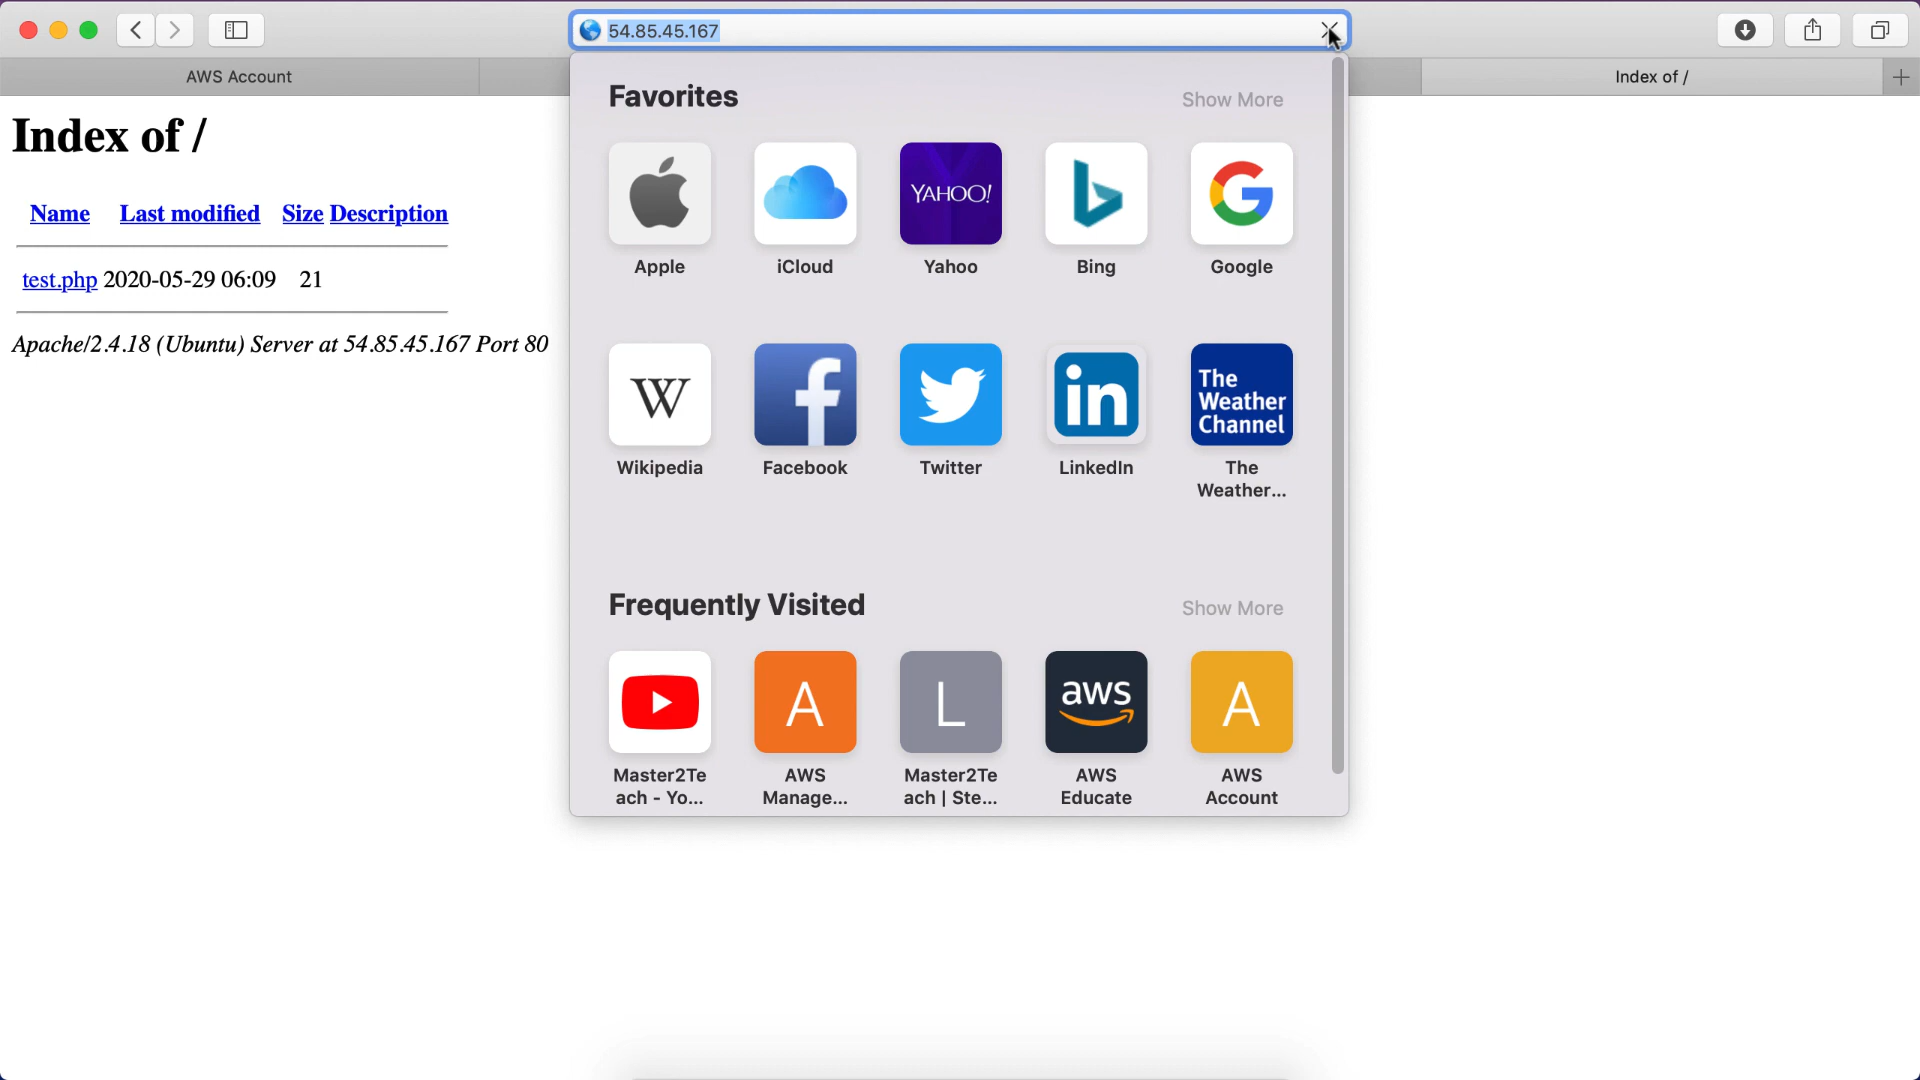 54.85.45.167
AWS Account
Index of /
Index of /
Name Last modified Size Description
test.php 2020-05-29 06:09 21
Apache/2.4.18 (Ubuntu) Server at 54.85.45.167 Port 80
Favorites Show More
YAHOO!
Apple iCloud Yahoo Bing Google
W
f
in
The
Weather
Channel
Wikipedia Facebook Twitter LinkedIn The
Weather...
Frequently Visited Show More
A L aws A
Master2Te AWS Master2Te AWS AWS
ach - Yo... Manage... ach | Ste... Educate Account